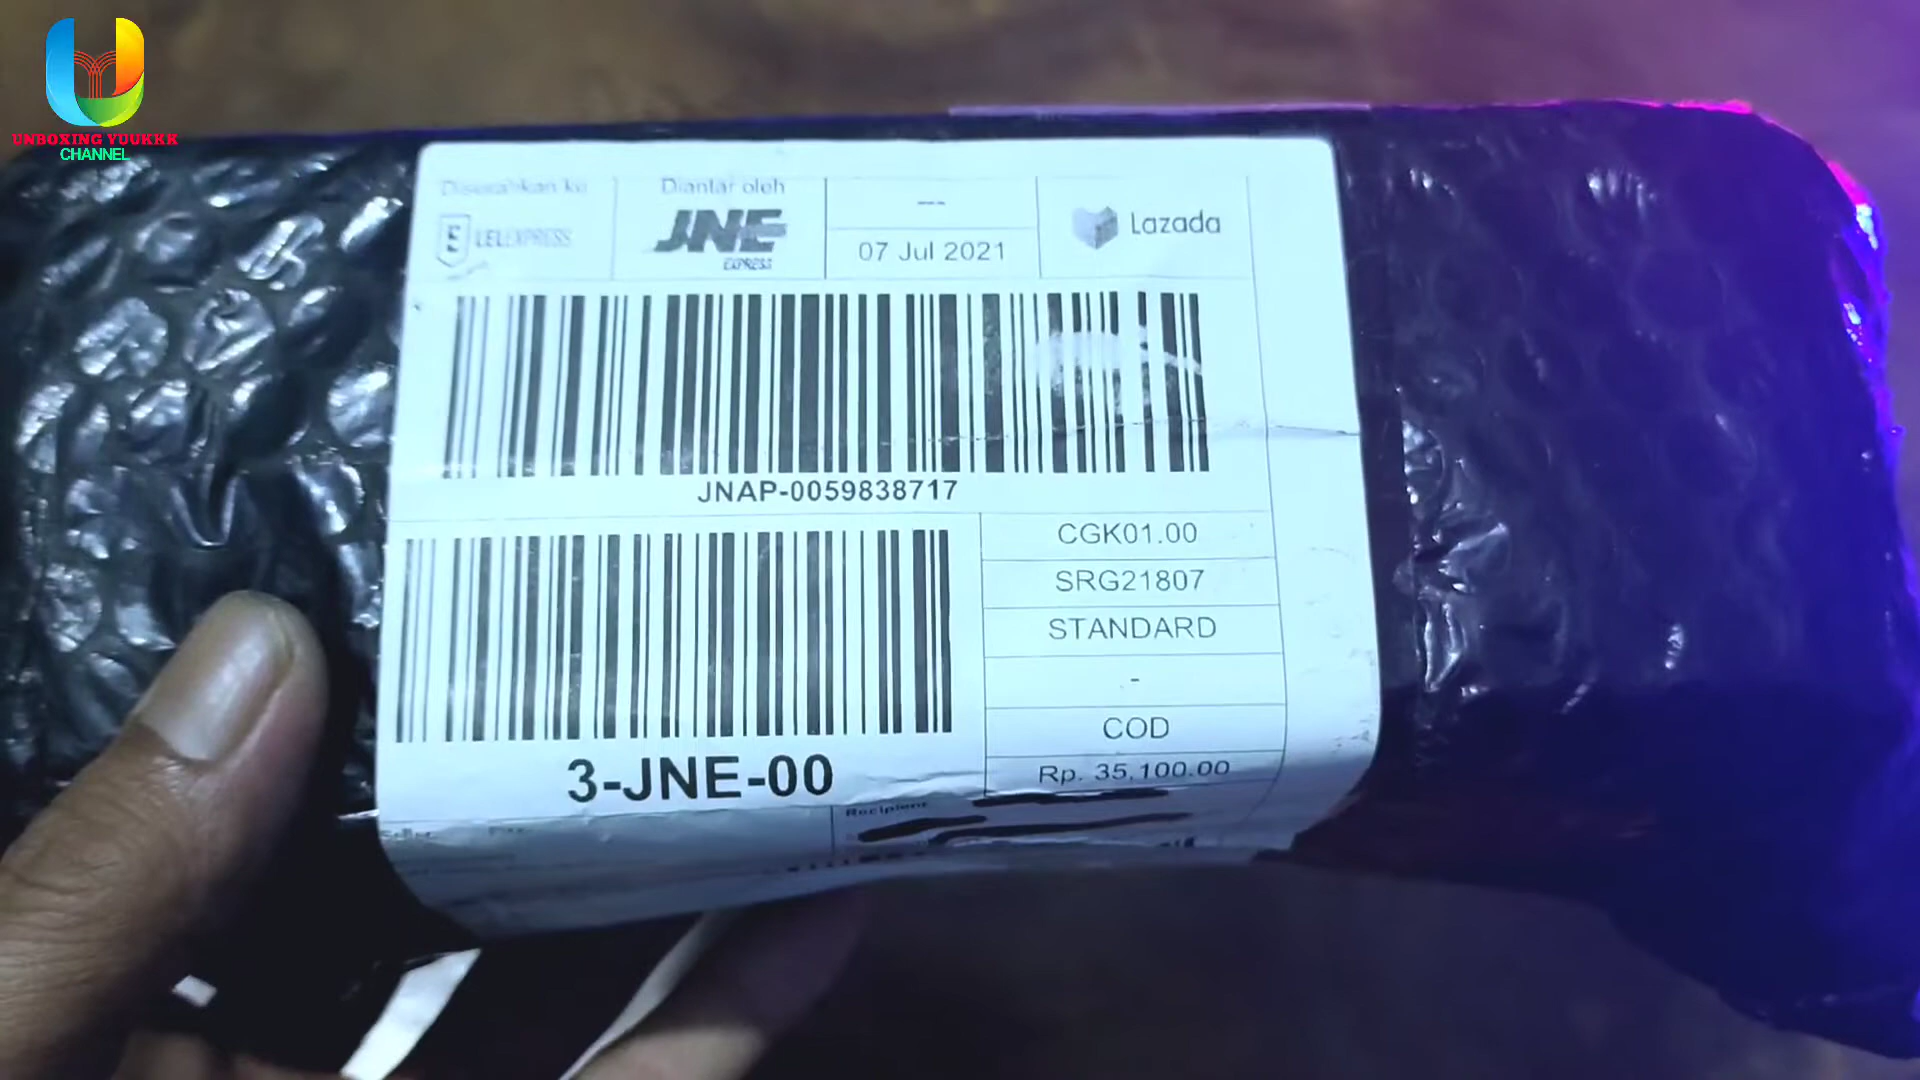 UNBOXING YUUKKK
CHANNEL
Diserahkan ke
LEL EXPRESS
Diantar oleh
JNE
EXPRESS
---
07 Jul 2021
Lazada
JNAP-0059838717
CGK01.00
SRG21807
STANDARD
-
COD
Rp. 35,100.00
3-JNE-00
Seller
Recipient